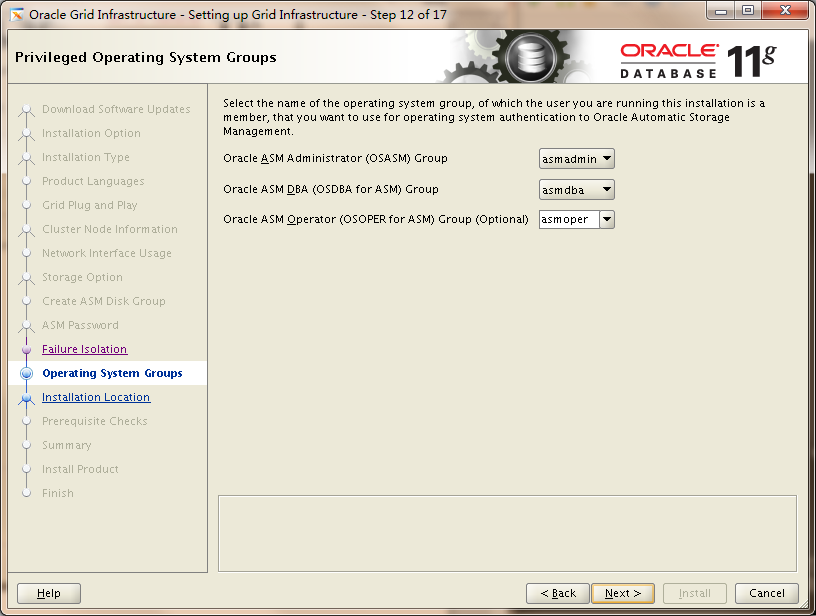 Oracle Grid Infrastructure - Setting up Grid Infrastructure - Step 12 of 17
Privileged Operating System Groups
ORACLE
DATABASE
11g
Download Software Updates
Installation Option
Installation Type
Product Languages
Grid Plug and Play
Cluster Node Information
Network Interface Usage
Storage Option
Create ASM Disk Group
ASM Password
Failure Isolation
Operating System Groups
Installation Location
Prerequisite Checks
Summary
Install Product
Finish
Select the name of the operating system group, of which the user you are running this installation is a
member, that you want to use for operating system authentication to Oracle Automatic Storage
Management.
Oracle ASM Administrator (OSASM) Group asmadmin
Oracle ASM DBA (OSDBA for ASM) Group asmdba
Oracle ASM Operator (OSOPER for ASM) Group (Optional) asmoper
Help
< Back
Next >
Install
Cancel